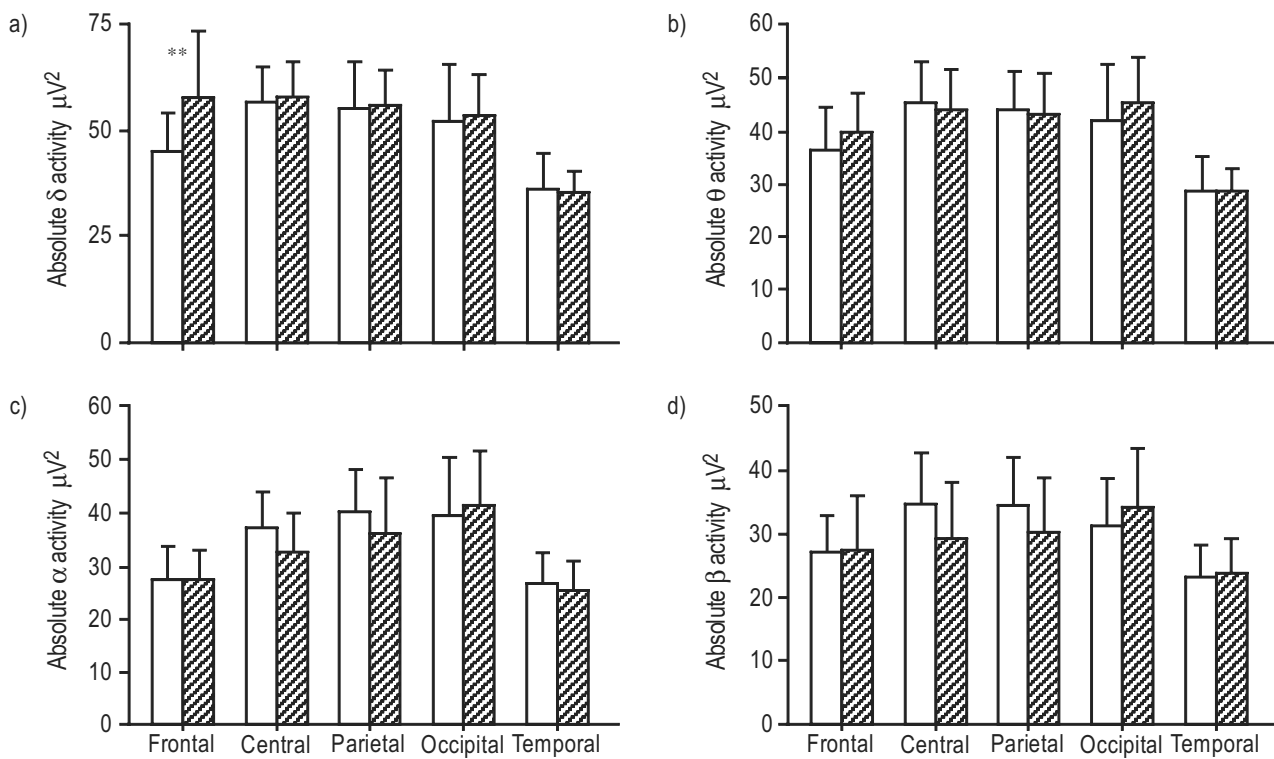 a)
Absolute δ activity µV²
75
50
25
0
**
b)
Absolute θ activity µV²
60
50
40
30
20
10
0
c)
Absolute α activity µV²
60
50
40
30
20
10
0
Frontal Central Parietal Occipital Temporal
d)
Absolute β activity µV²
50
40
30
20
10
0
Frontal Central Parietal Occipital Temporal